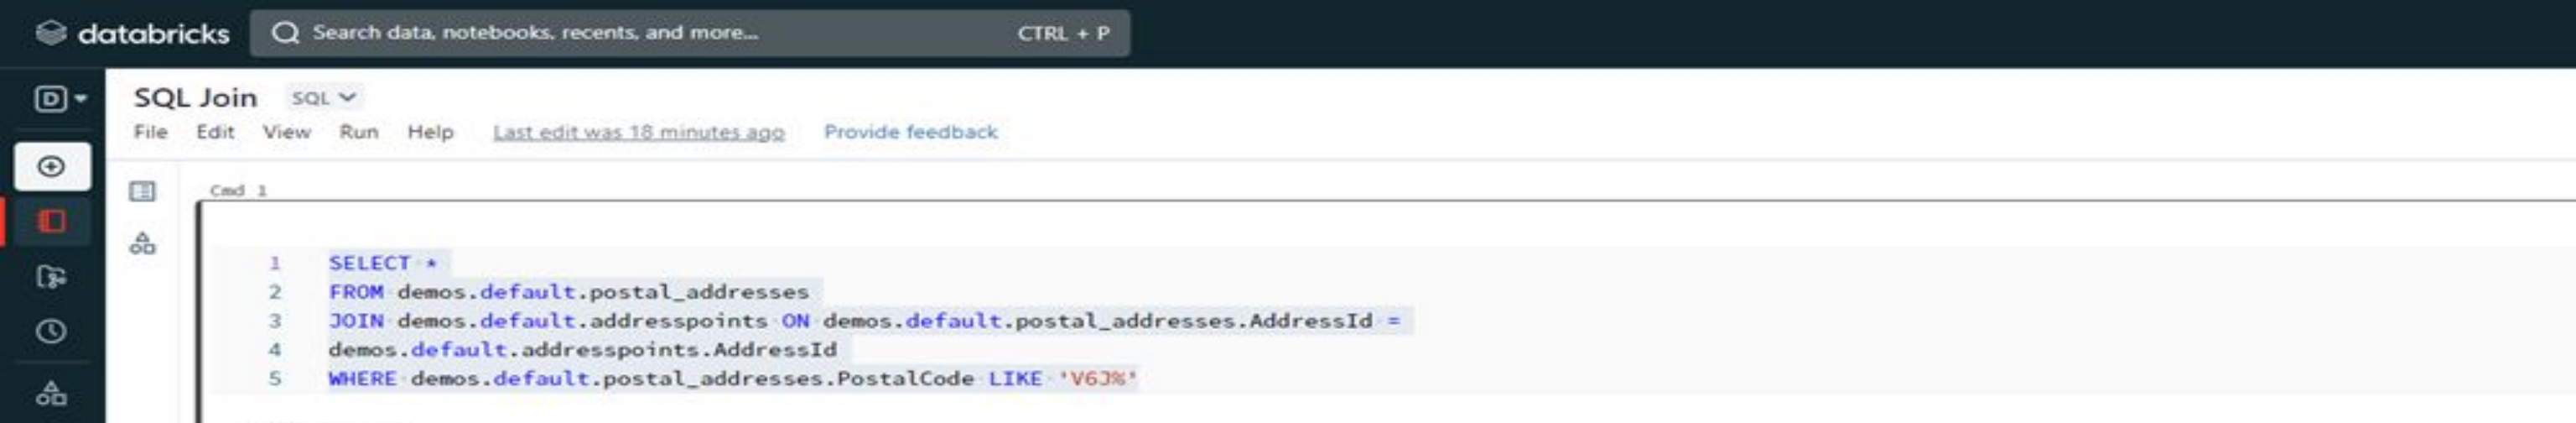 databricks
Search data, notebooks, recents, and more... CTRL + P
D
SQL Join SQL
File Edit View Run Help Last edit was 18 minutes ago Provide feedback
Cmd 1
1 SELECT *
2 FROM demos.default.postal_addresses
3 JOIN demos.default.addresspoints ON demos.default.postal_addresses.AddressId =
4 demos.default.addresspoints.AddressId
5 WHERE demos.default.postal_addresses.PostalCode LIKE 'V6J%'